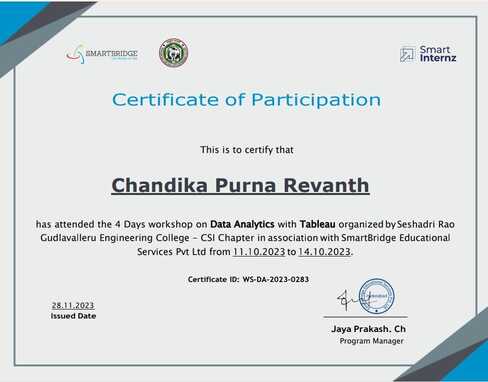 SMARTBRIDGE
Smart
Internz
Certificate of Participation
This is to certify that
Chandika Purna Revanth
has attended the 4 Days workshop on Data Analytics with Tableau organized by Seshadri Rao
Gudlavalleru Engineering College - CSI Chapter in association with SmartBridge Educational
Services Pvt Ltd from 11.10.2023 to 14.10.2023.
Certificate ID: WS-DA-2023-0283
28.11.2023
Issued Date
Jaya Prakash. Ch
Program Manager